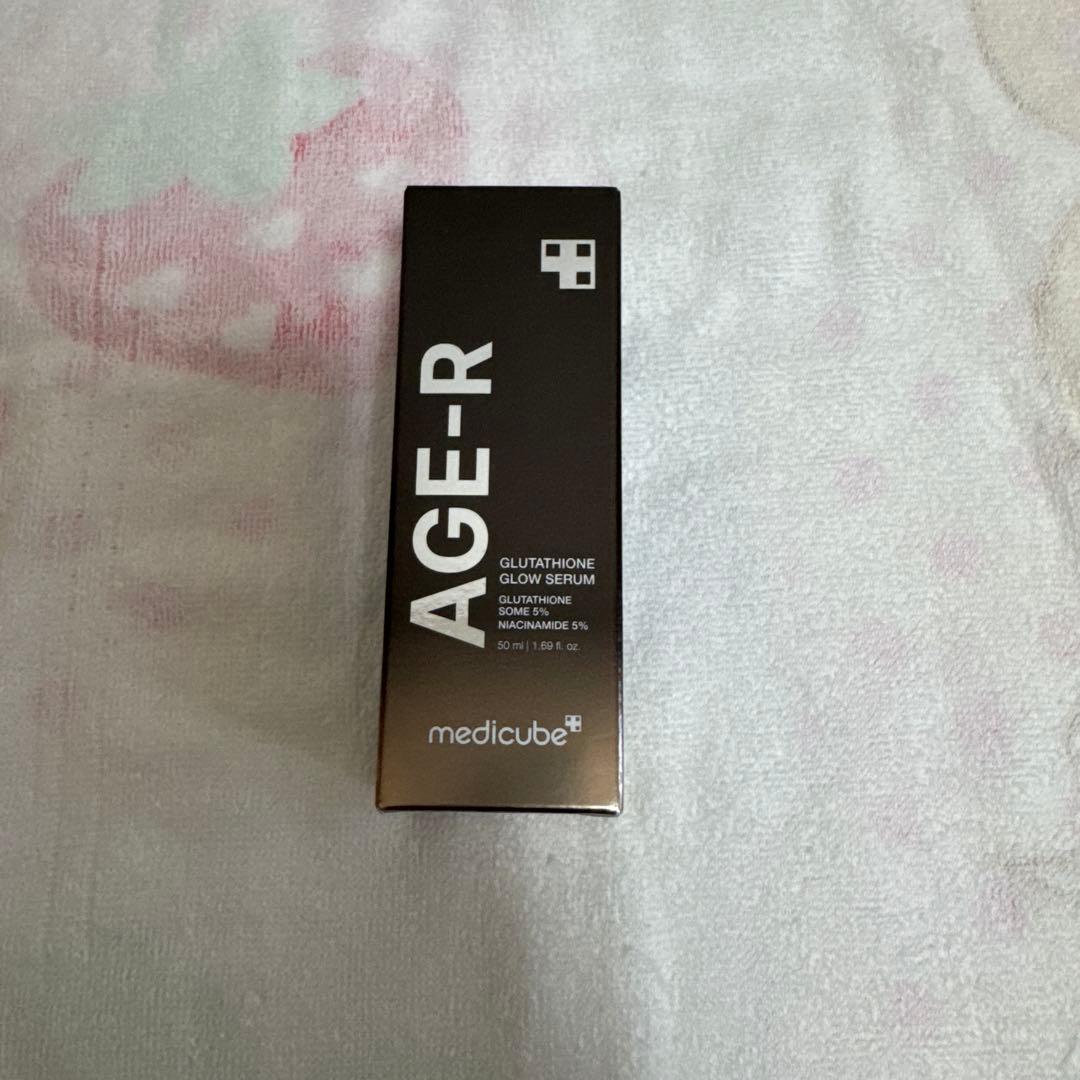 AGE-R
GLUTATHIONE
GLOW SERUM
GLUTATHIONE
SOME 5%
NIACINAMIDE 5%
50 ml | 1.69 fl. oz.
medicube